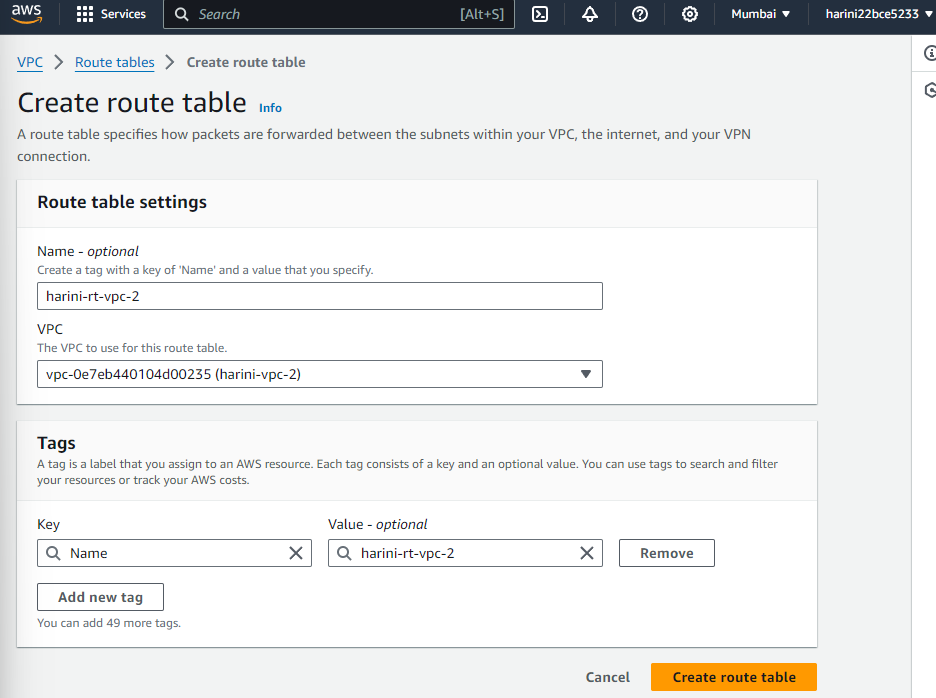 aws
Services
Search [Alt+S]
Mumbai
harini22bce5233
VPC Route tables Create route table
Create route table Info
A route table specifies how packets are forwarded between the subnets within your VPC, the internet, and your VPN
connection.
Route table settings
Name - optional
Create a tag with a key of 'Name' and a value that you specify.
harini-rt-vpc-2
VPC
The VPC to use for this route table.
vpc-0e7eb440104d00235 (harini-vpc-2)
Tags
A tag is a label that you assign to an AWS resource. Each tag consists of a key and an optional value. You can use tags to search and filter
your resources or track your AWS costs.
Key Value - optional
Name harini-rt-vpc-2 Remove
Add new tag
You can add 49 more tags.
Cancel Create route table